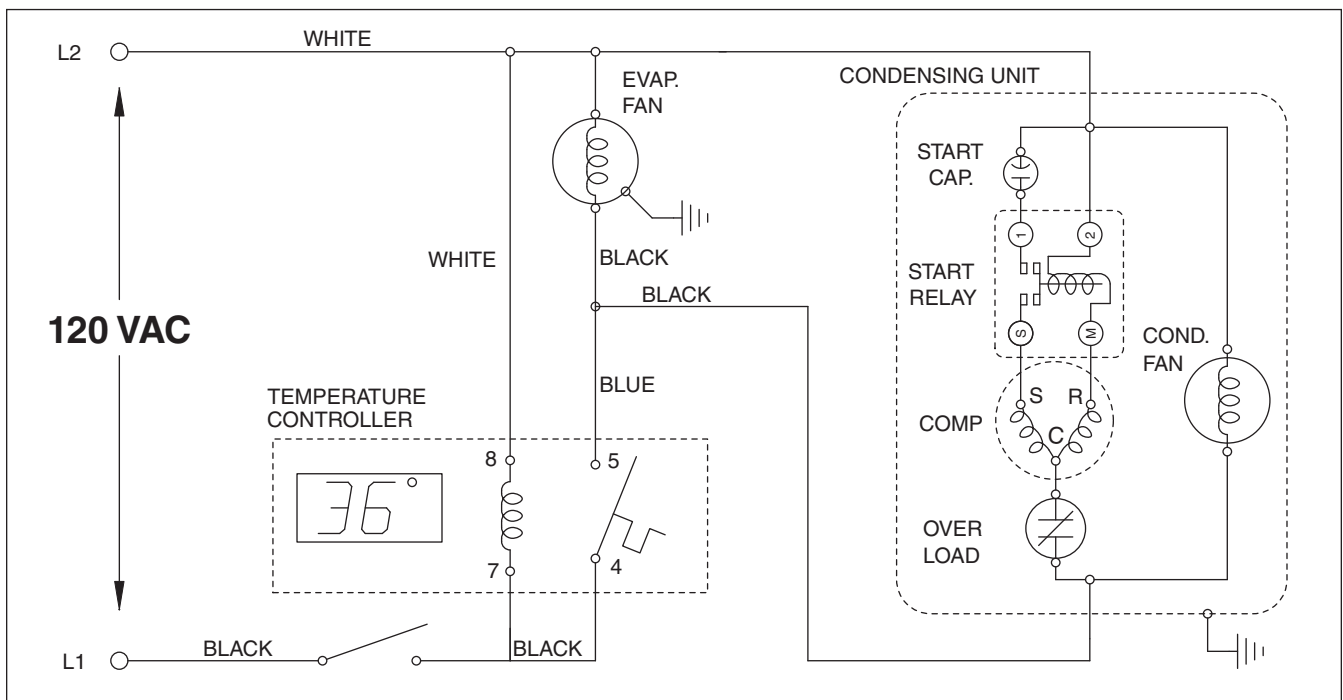 L2
WHITE
EVAP.
FAN
CONDENSING UNIT
START
CAP.
1
2
WHITE
BLACK
BLACK
START
RELAY
S
M
120 VAC
COND.
FAN
BLUE
TEMPERATURE
CONTROLLER
S
R
COMP
C
8
5
36°
OVER
LOAD
7
4
L1
BLACK
BLACK